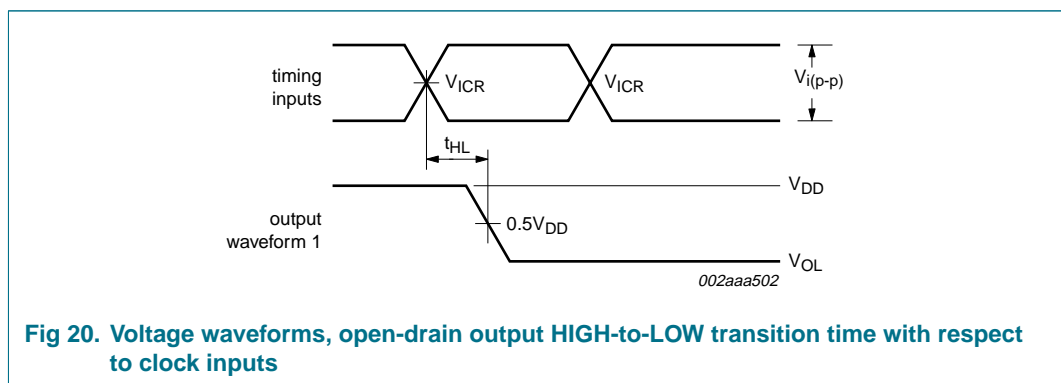 timing
inputs
V_ICR
V_ICR
V_i(p-p)
t_HL
output
waveform 1
0.5V_DD
V_DD
V_OL
002aaa502
Fig 20. Voltage waveforms, open-drain output HIGH-to-LOW transition time with respect
to clock inputs